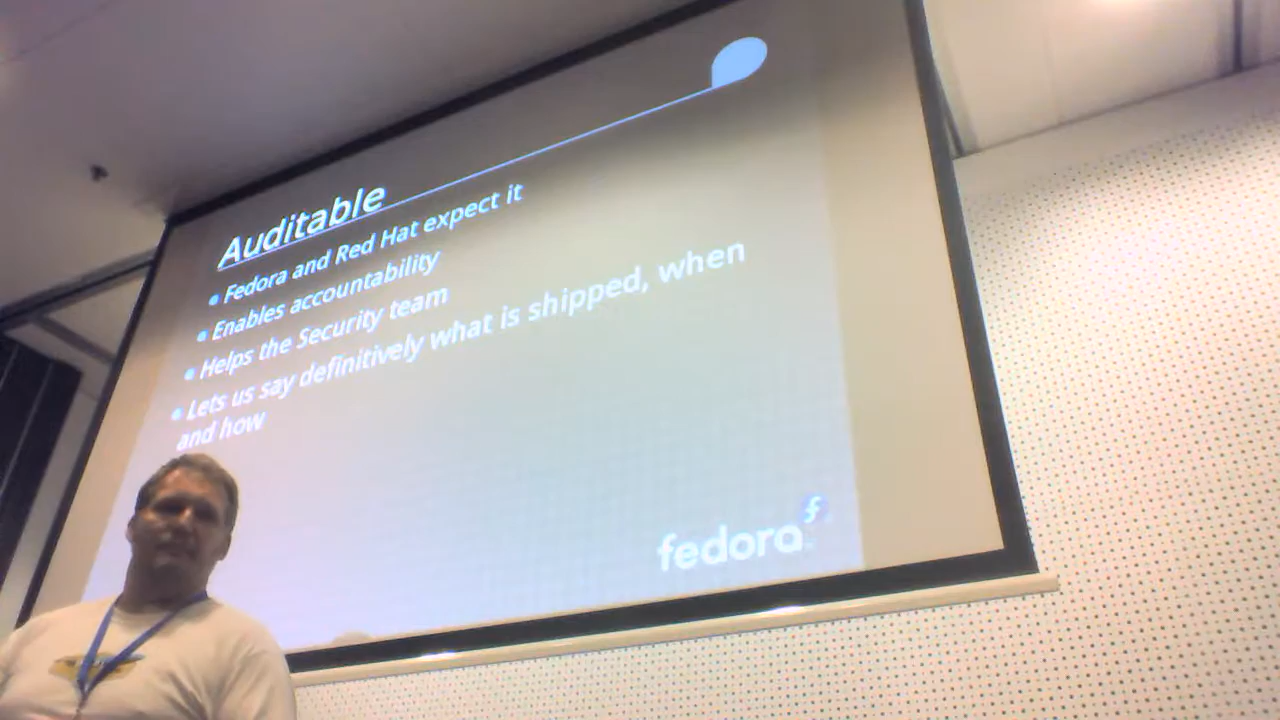 Auditable
Fedora and Red Hat expect it
Enables accountability
Helps the Security team
Lets us say definitively what is shipped, when
and how
fedora